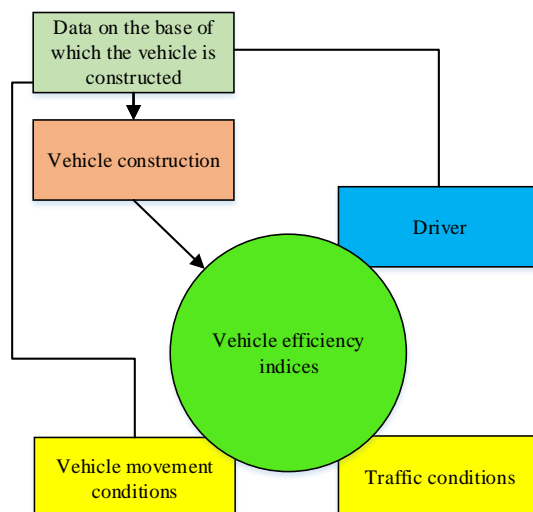 Data on the base of
which the vehicle is
constructed
Vehicle construction
Driver
Vehicle efficiency
indices
Vehicle movement
conditions
Traffic conditions